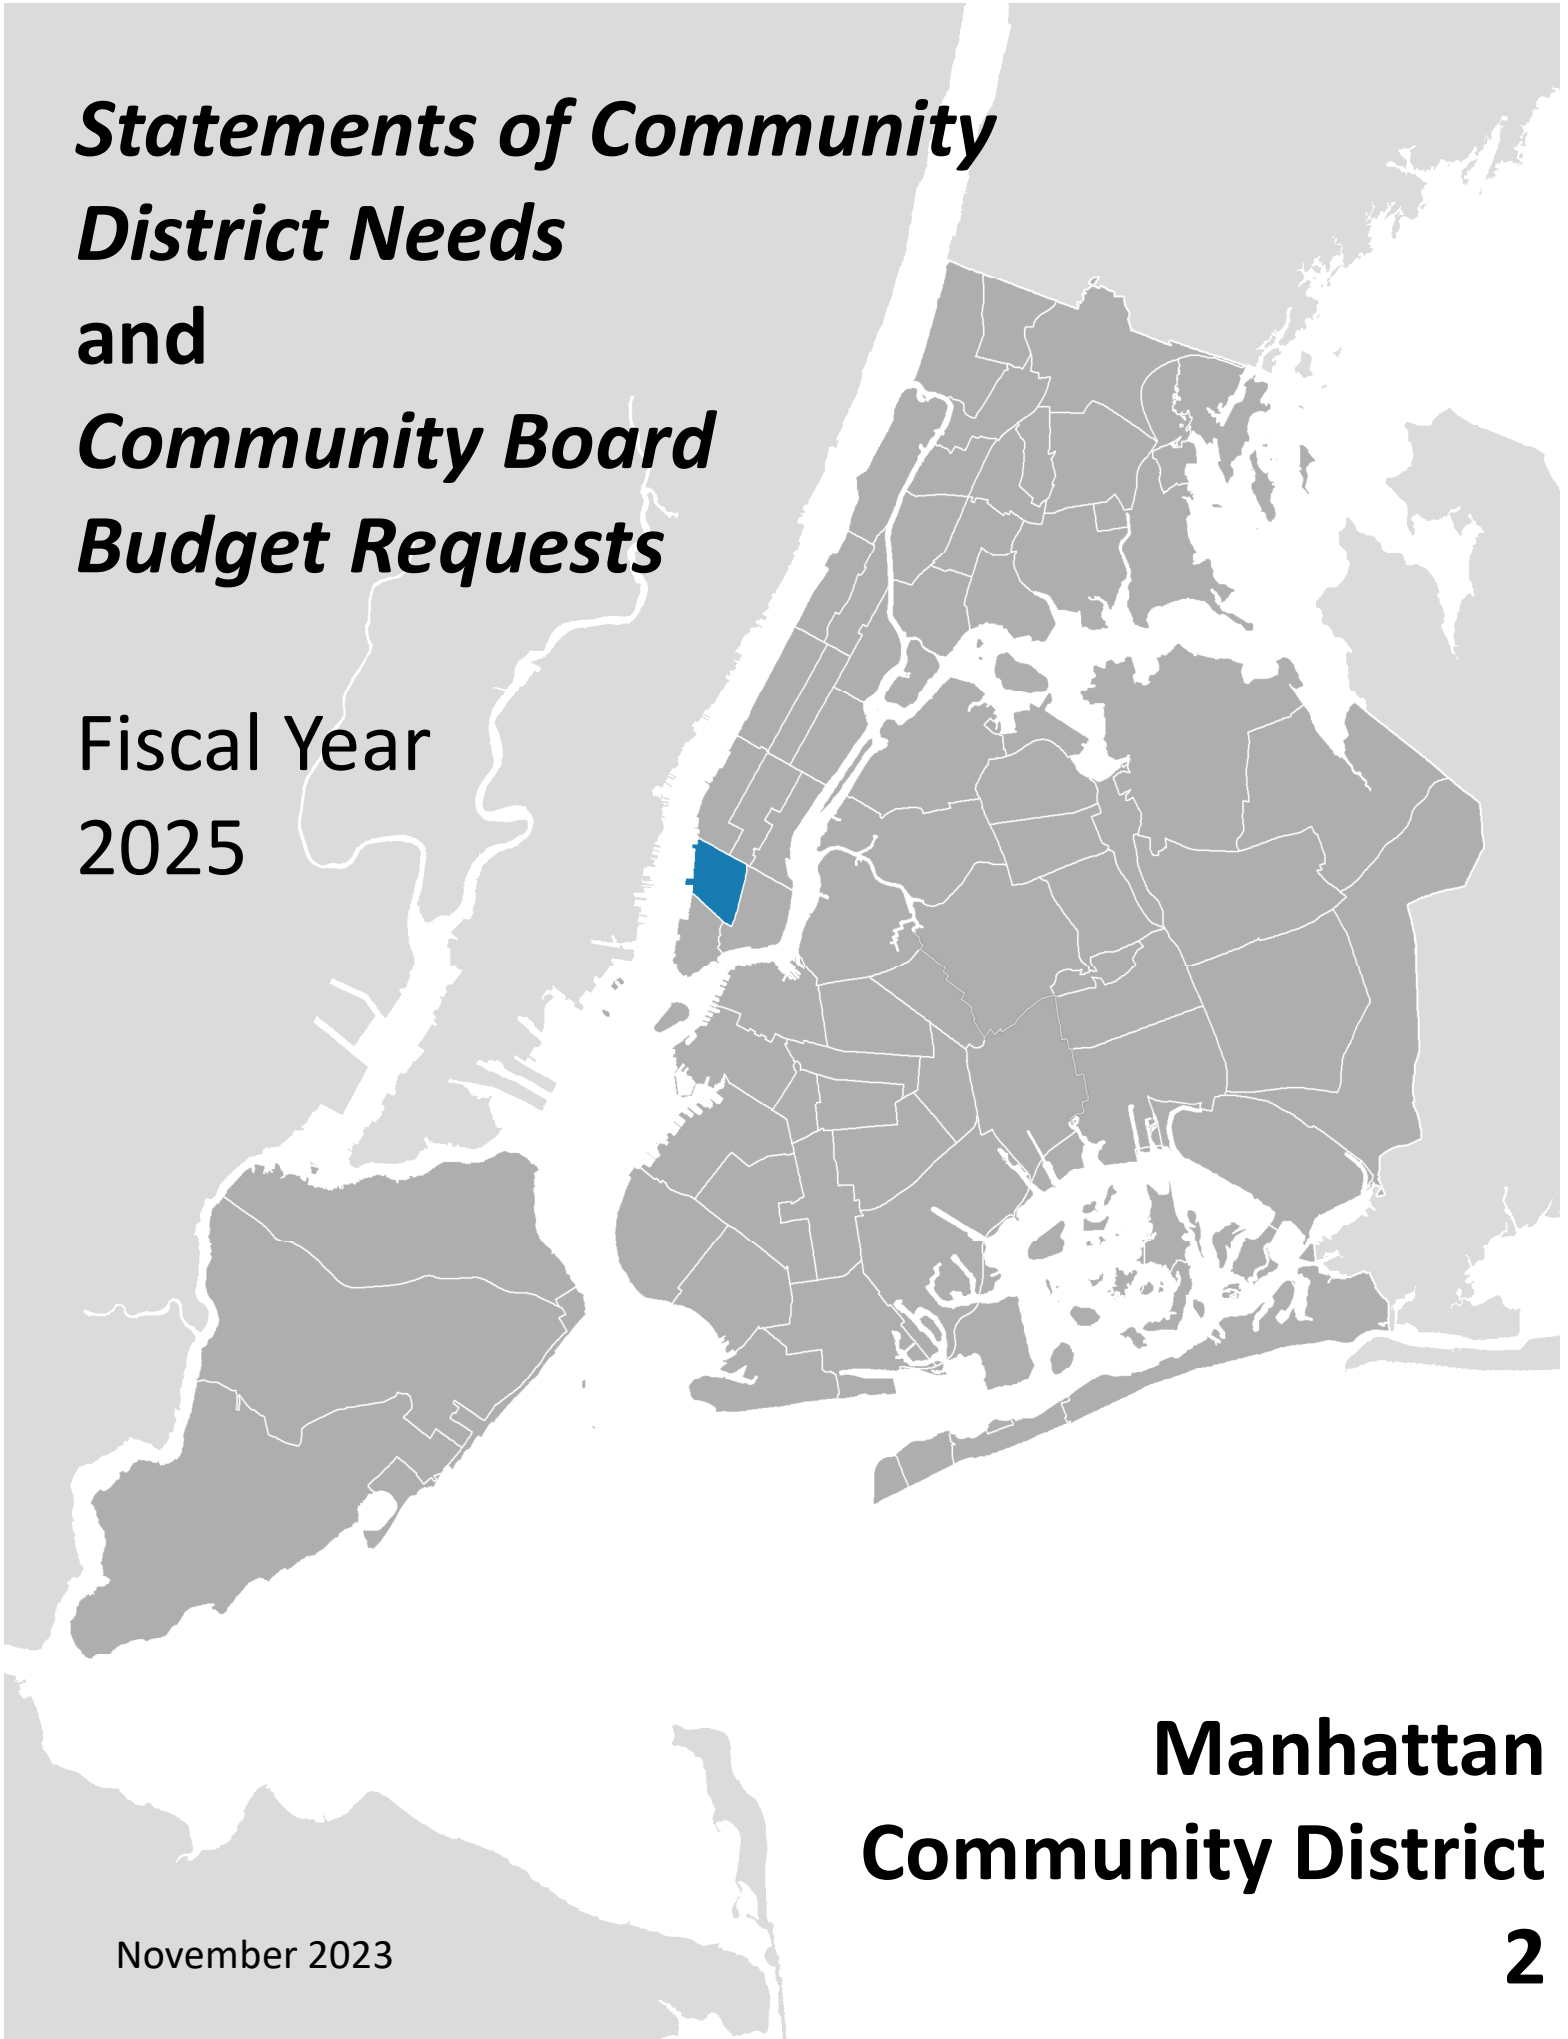 Statements of Community
District Needs
and
Community Board
Budget Requests
Fiscal Year
2025
Manhattan
Community District
2
November 2023